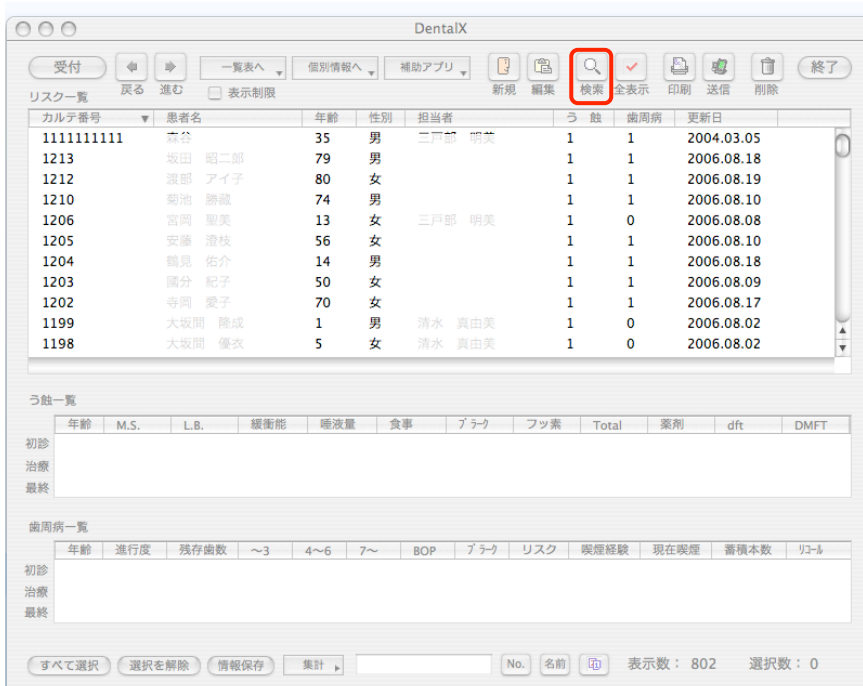 DentalX
受付 一覧表へ 個別情報へ 補助アプリ 終了
戻る 進む 表示制限 新規 編集 検索 全表示 印刷 送信 削除
リスク一覧
カルテ番号 患者名 年齢 性別 担当者 う 蝕 歯周病 更新日
1111111111 森谷 35 男 三戸部 明美 1 1 2004.03.05
1213 坂田 昭二郎 79 男 1 1 2006.08.18
1212 渡部 アイ子 80 女 1 1 2006.08.19
1210 菊池 勝蔵 74 男 1 1 2006.08.10
1206 宮岡 聖美 13 女 三戸部 明美 1 0 2006.08.08
1205 安藤 澄枝 56 女 1 1 2006.08.10
1204 鶴見 佑介 14 男 1 1 2006.08.18
1203 國分 紀子 50 女 1 1 2006.08.09
1202 寺岡 愛子 70 女 1 1 2006.08.17
1199 大坂間 隆成 1 男 清水 真由美 1 0 2006.08.02
1198 大坂間 優衣 5 女 清水 真由美 1 0 2006.08.02
う蝕一覧
年齢 M.S. L.B. 緩衝能 唾液量 食事 プラーク フッ素 Total 薬剤 dft DMFT
初診
治療
最終
歯周病一覧
年齢 進行度 残存歯数 〜3 4〜6 7〜 BOP プラーク リスク 喫煙経験 現在喫煙 蓄積本数 リコール
初診
治療
最終
すべて選択 選択を解除 情報保存 集計 No. 名前 表示数: 802 選択数: 0